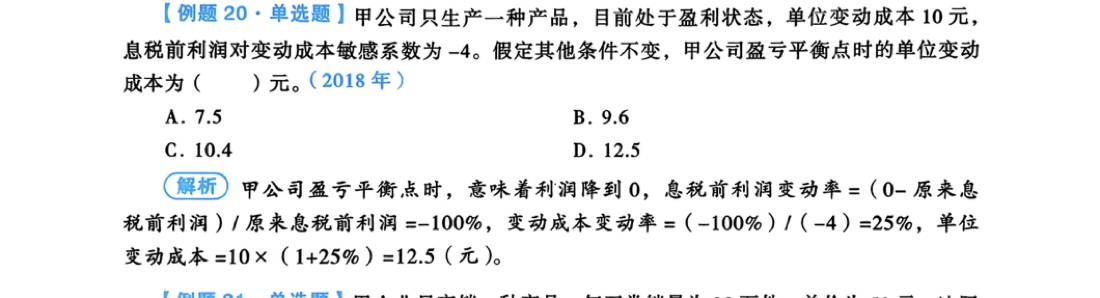 【例题 20·单选题】甲公司只生产一种产品，目前处于盈利状态，单位变动成本 10 元，
息税前利润对变动成本敏感系数为 -4。假定其他条件不变，甲公司盈亏平衡点时的单位变动
成本为（　　）元。（2018 年）
A. 7.5　　B. 9.6
C. 10.4　　D. 12.5
解析 甲公司盈亏平衡点时，意味着利润降到 0，息税前利润变动率 =（0- 原来息
税前利润）/ 原来息税前利润 =-100%，变动成本变动率 =（-100%）/（-4）=25%，单位
变动成本 =10×（1+25%）=12.5（元）。